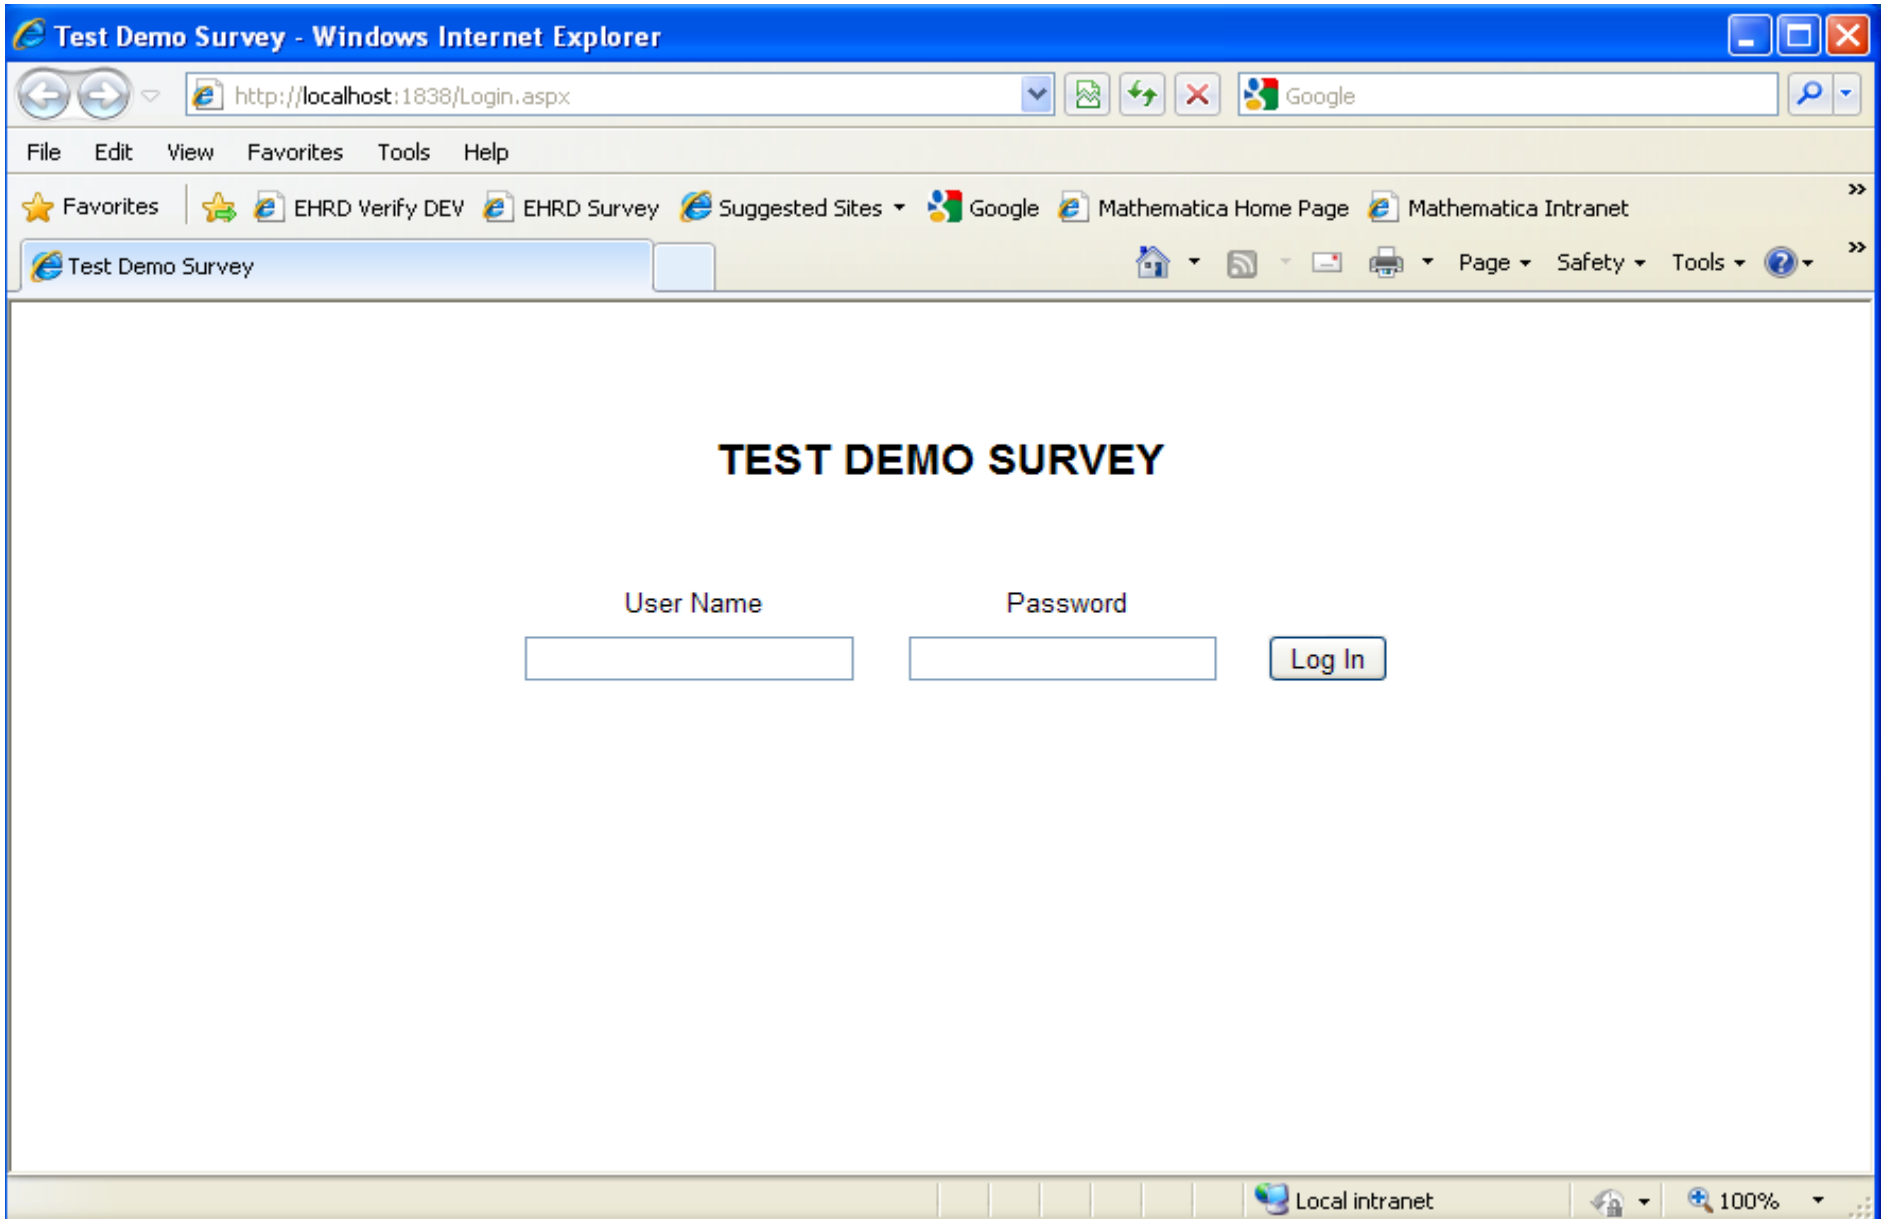 Test Demo Survey - Windows Internet Explorer
http://localhost:1838/Login.aspx Google
File Edit View Favorites Tools Help
Favorites EHRD Verify DEV EHRD Survey Suggested Sites Google Mathematica Home Page Mathematica Intranet »
Test Demo Survey Page Safety Tools »
TEST DEMO SURVEY
User Name Password
Log In
Local intranet 100%